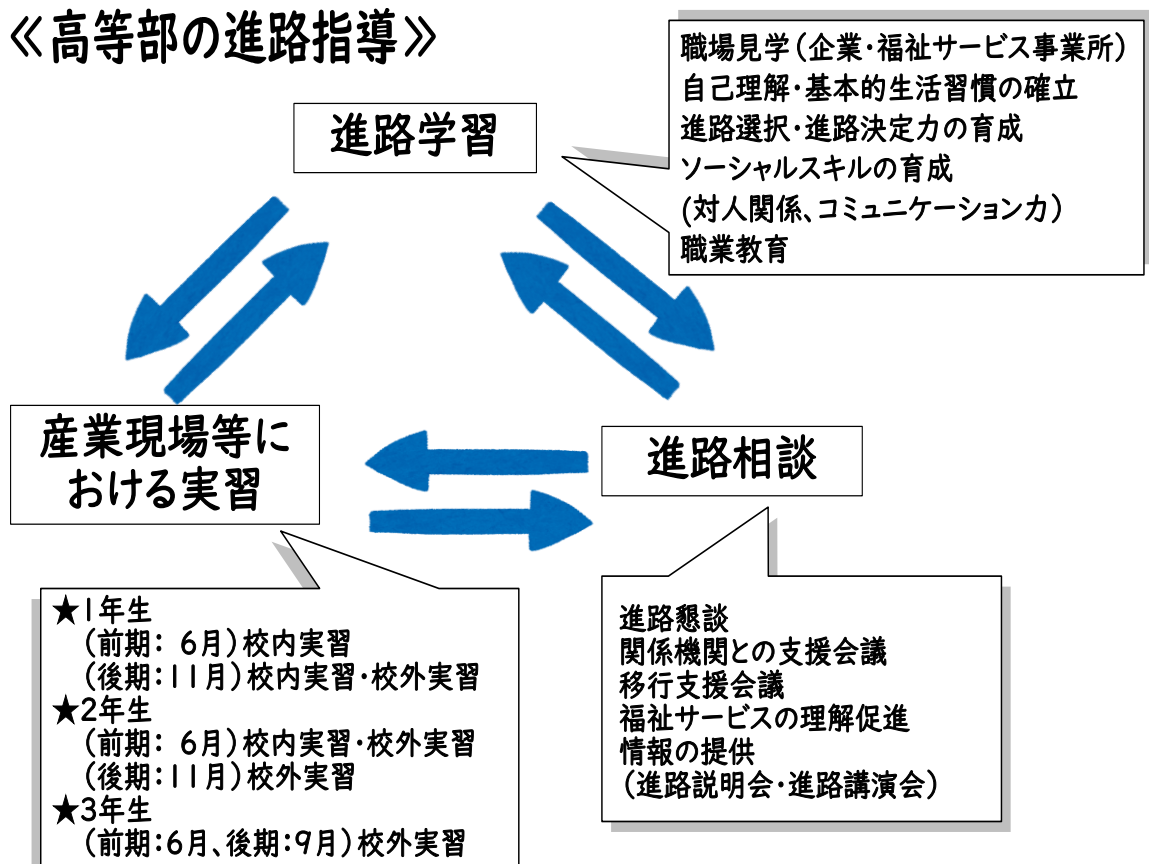 ≪高等部の進路指導≫
進路学習
職場見学(企業・福祉サービス事業所)
自己理解・基本的生活習慣の確立
進路選択・進路決定力の育成
ソーシャルスキルの育成
(対人関係、コミュニケーション力)
職業教育
産業現場等に
おける実習
★1年生
(前期: 6月)校内実習
(後期:11月)校内実習・校外実習
★2年生
(前期: 6月)校内実習・校外実習
(後期:11月)校外実習
★3年生
(前期:6月、後期:9月)校外実習
進路相談
進路懇談
関係機関との支援会議
移行支援会議
福祉サービスの理解促進
情報の提供
(進路説明会・進路講演会)